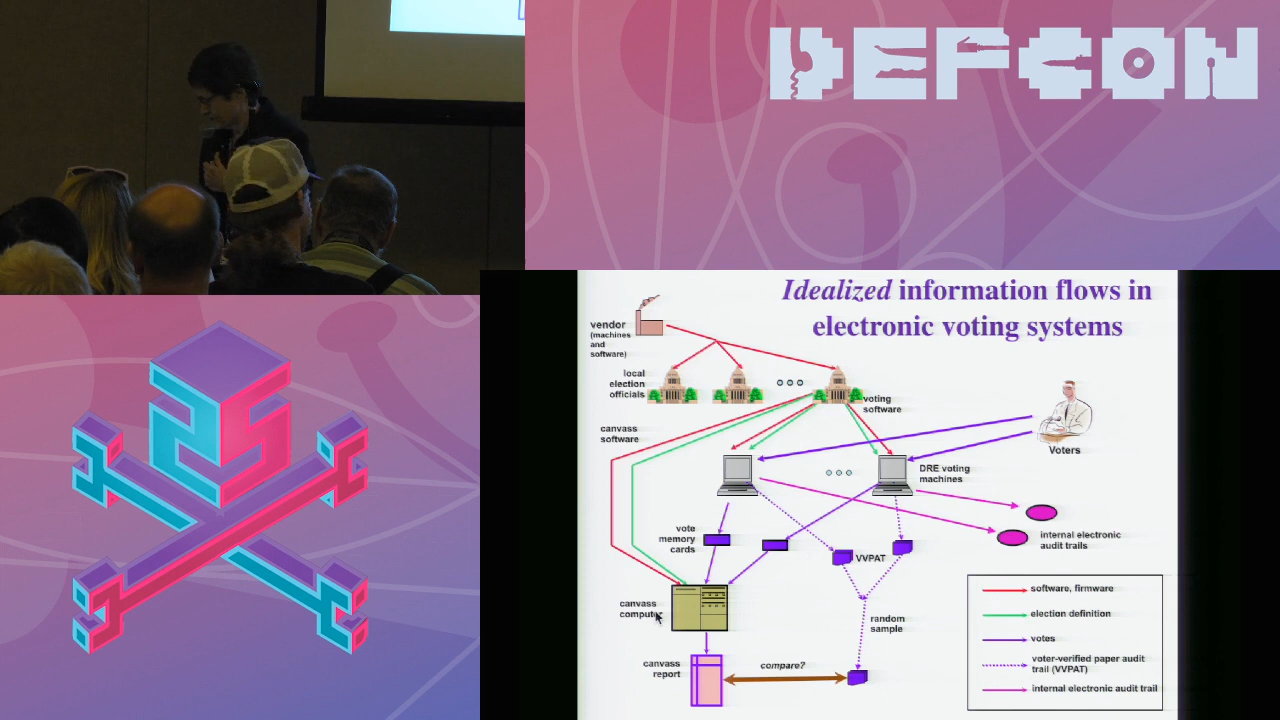 DEFCON
Idealized information flows in
electronic voting systems
vendor
(machines
and
software)
local
election
officials
voting
software
canvass
software
Voters
DRE voting
machines
vote
memory
cards
internal electronic
audit trails
VVPAT
canvass
computer
random
sample
canvass
report
compare?
software, firmware
election definition
votes
voter-verified paper audit
trail (VVPAT)
internal electronic audit trail